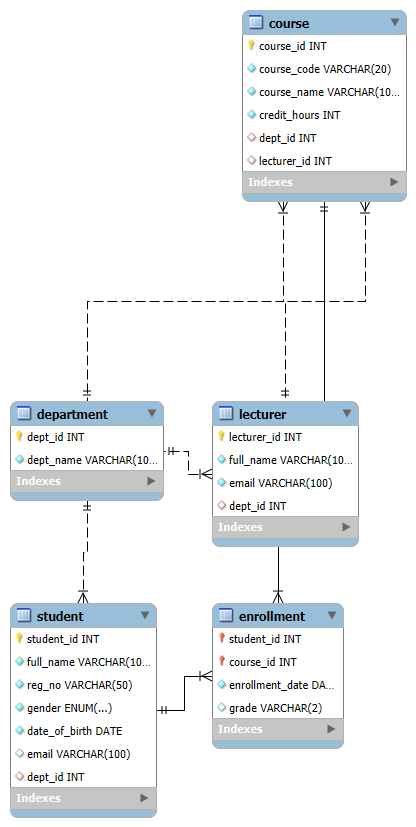 course
course_id INT
course_code VARCHAR(20)
course_name VARCHAR(10...
credit_hours INT
dept_id INT
lecturer_id INT
Indexes
department
dept_id INT
dept_name VARCHAR(10...
Indexes
lecturer
lecturer_id INT
full_name VARCHAR(10...
email VARCHAR(100)
dept_id INT
Indexes
student
student_id INT
full_name VARCHAR(10...
reg_no VARCHAR(50)
gender ENUM(...)
date_of_birth DATE
email VARCHAR(100)
dept_id INT
Indexes
enrollment
student_id INT
course_id INT
enrollment_date DA...
grade VARCHAR(2)
Indexes